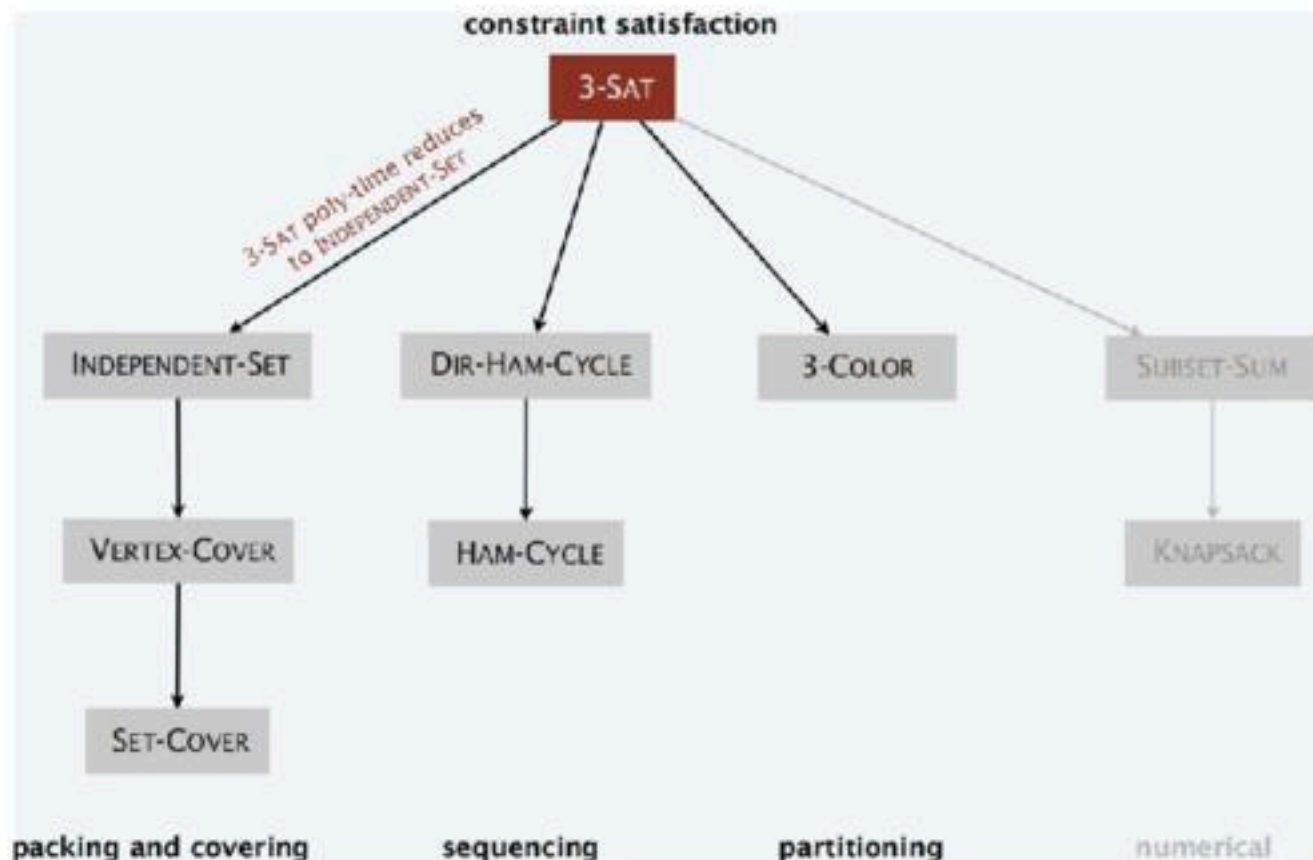 constraint satisfaction
3-SAT
3-SAT poly-time reduces
to INDEPENDENT-SET
INDEPENDENT-SET
DIR-HAM-CYCLE
3-COLOR
SUBSET-SUM
VERTEX-COVER
HAM-CYCLE
KNAPSACK
SET-COVER
packing and covering
sequencing
partitioning
numerical